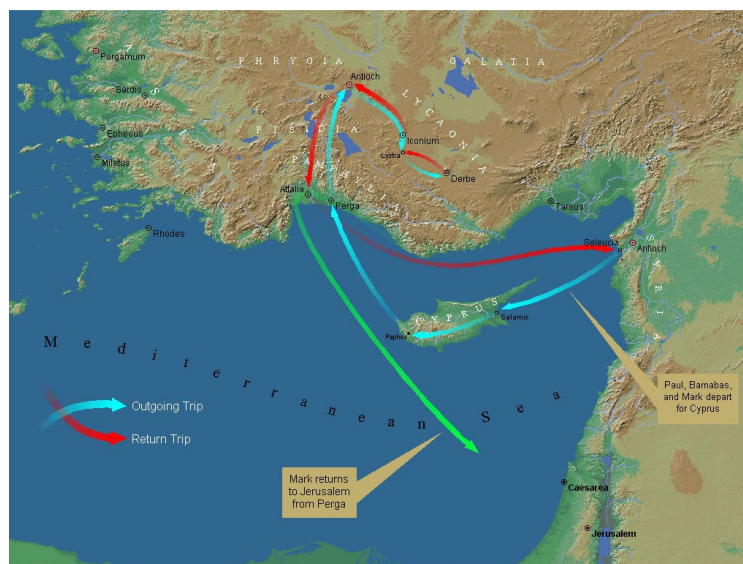 PHRYGIA
GALATIA
ASIA
Pergamum
Sardis
Antioch
LYCAONIA
PISIDIA
Iconium
Ephesus
Lystra
Miletus
PAMPHYLIA
Derbe
Attalia
Perga
Tarsus
Rhodes
Seleucia
Antioch
SYRIA
CYPRUS
Salamis
Paphos
Mediterranean Sea
Paul, Barnabas,
and Mark depart
for Cyprus
Outgoing Trip
Return Trip
Mark returns
to Jerusalem
from Perga
Caesarea
Jerusalem